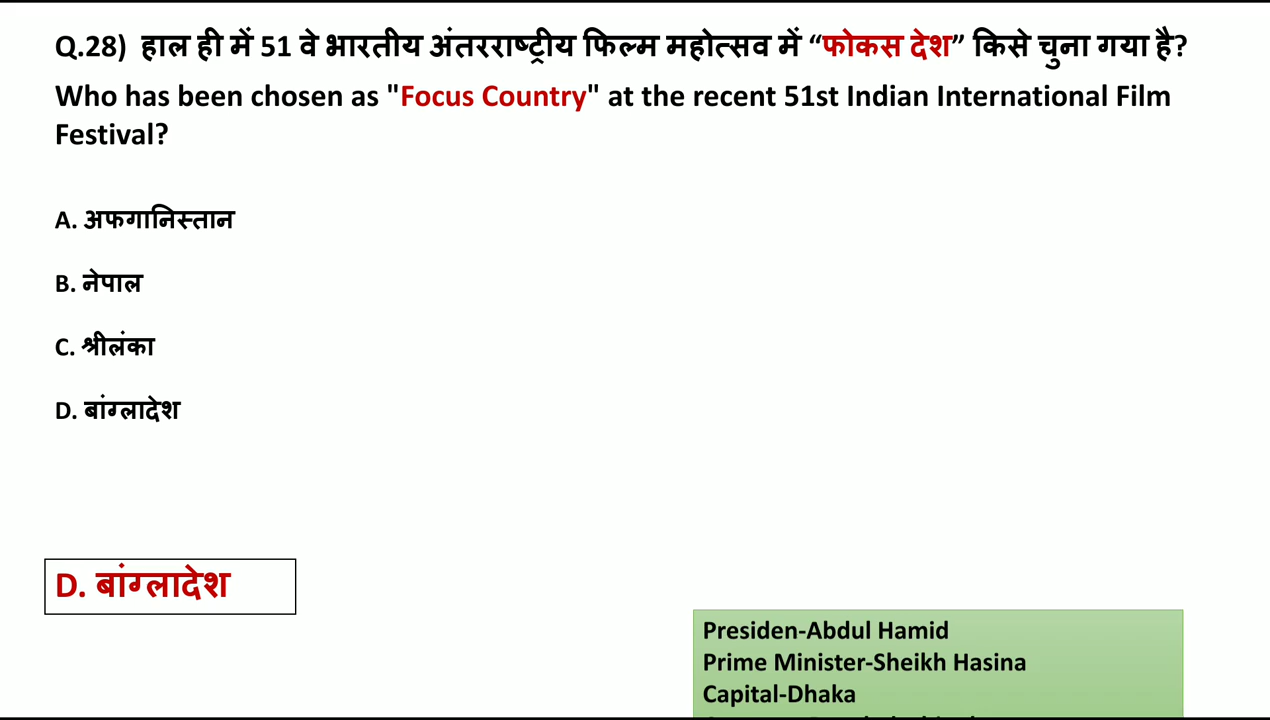 Q.28) हाल ही में 51 वे भारतीय अंतरराष्ट्रीय फिल्म महोत्सव में “फोकस देश” किसे चुना गया है?
Who has been chosen as "Focus Country" at the recent 51st Indian International Film
Festival?
A. अफगानिस्तान
B. नेपाल
C. श्रीलंका
D. बांग्लादेश
D. बांग्लादेश
Presiden-Abdul Hamid
Prime Minister-Sheikh Hasina
Capital-Dhaka